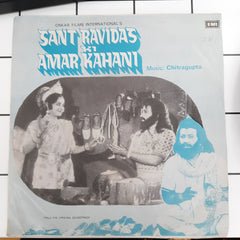 ONKAR FILMS INTERNATIONAL'S
EMI
SANT RAVIDAS
KI
AMAR KAHANI
Music: Chitragupta